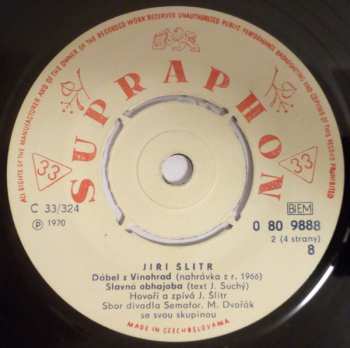 ALL RIGHTS OF THE MANUFACTURER AND OF THE OWNER OF THE RECORDED WORK RESERVED UNAUTHORIZED PUBLIC PERFORMANCE BROADCASTING AND COPYING OF THIS RECORD PROHIBITED
SUPRAPHON
33
33
C 33/324
℗ 1970
0 80 9888
BIEM
2 (4 strany)
8
JIŘÍ ŠLITR
Ďábel z Vinohrad (nahrávka z r. 1966)
Slavná obhajoba (text J. Suchý)
Hovoří a zpívá J. Šlitr
Sbor divadla Semafor. M. Dvořák
se svou skupinou
MADE IN CZECHOSLOVAKIA